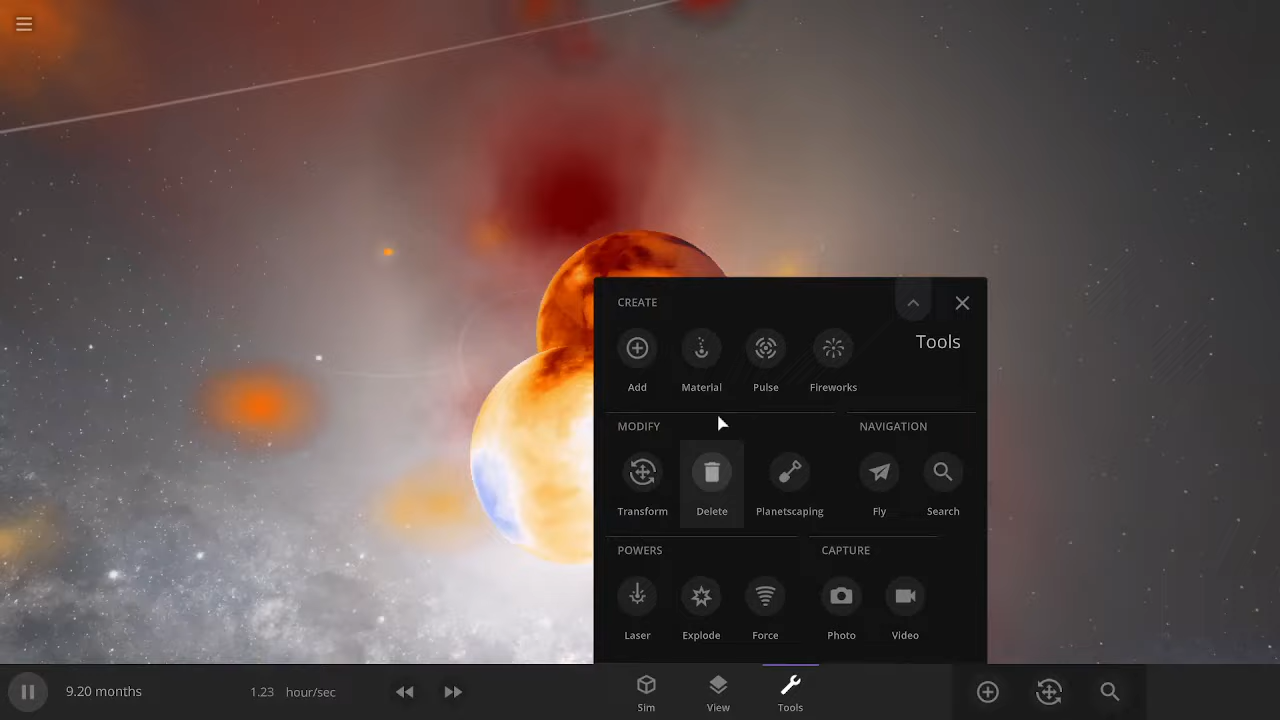 CREATE
Tools
Add
Material
Pulse
Fireworks
MODIFY
NAVIGATION
Transform
Delete
Planetscaping
Fly
Search
POWERS
CAPTURE
Laser
Explode
Force
Photo
Video
9.20 months
1.23 hour/sec
Sim
View
Tools